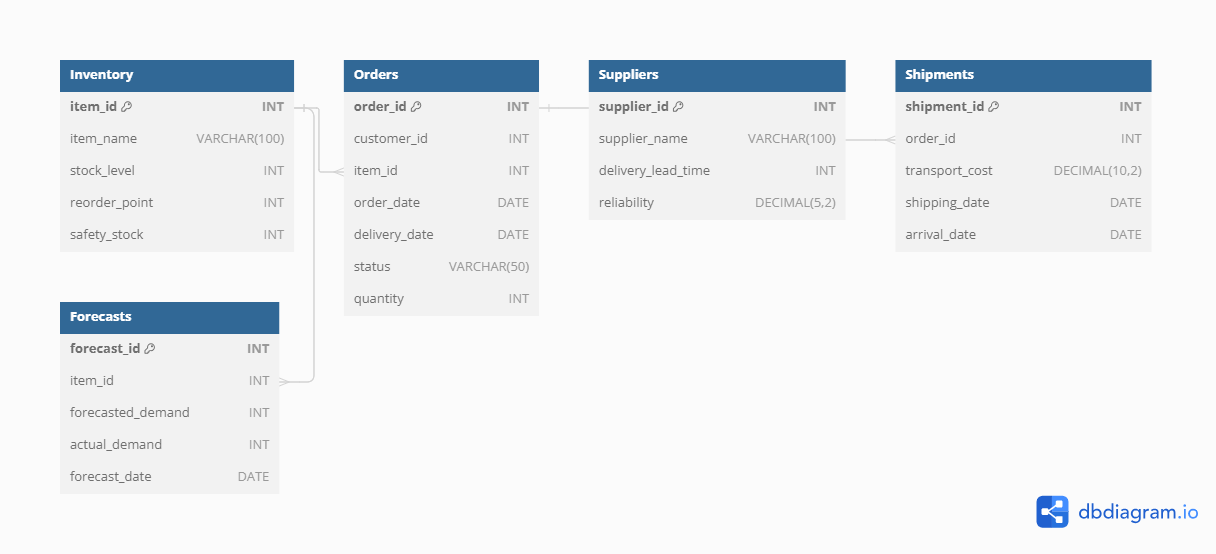 Inventory
item_id INT
item_name VARCHAR(100)
stock_level INT
reorder_point INT
safety_stock INT
Orders
order_id INT
customer_id INT
item_id INT
order_date DATE
delivery_date DATE
status VARCHAR(50)
quantity INT
Suppliers
supplier_id INT
supplier_name VARCHAR(100)
delivery_lead_time INT
reliability DECIMAL(5,2)
Shipments
shipment_id INT
order_id INT
transport_cost DECIMAL(10,2)
shipping_date DATE
arrival_date DATE
Forecasts
forecast_id INT
item_id INT
forecasted_demand INT
actual_demand INT
forecast_date DATE
dbdiagram.io